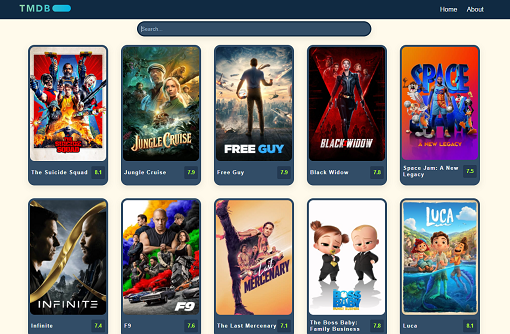 TMDB
Home About
Search...
THE SUICIDE SQUAD
JUNGLE CRUISE
FREE GUY
BLACK WIDOW
SPACE JAM
A NEW LEGACY
The Suicide Squad 8.1
Jungle Cruise 7.9
Free Guy 7.9
Black Widow 7.8
Space Jam: A New
Legacy 7.5
INFINITE
F9
The Last
MERCENARY
BOSS
BABY
LUCA
Infinite 7.4
F9 7.6
The Last Mercenary 7.1
The Boss Baby:
Family Business 7.8
Luca 8.1